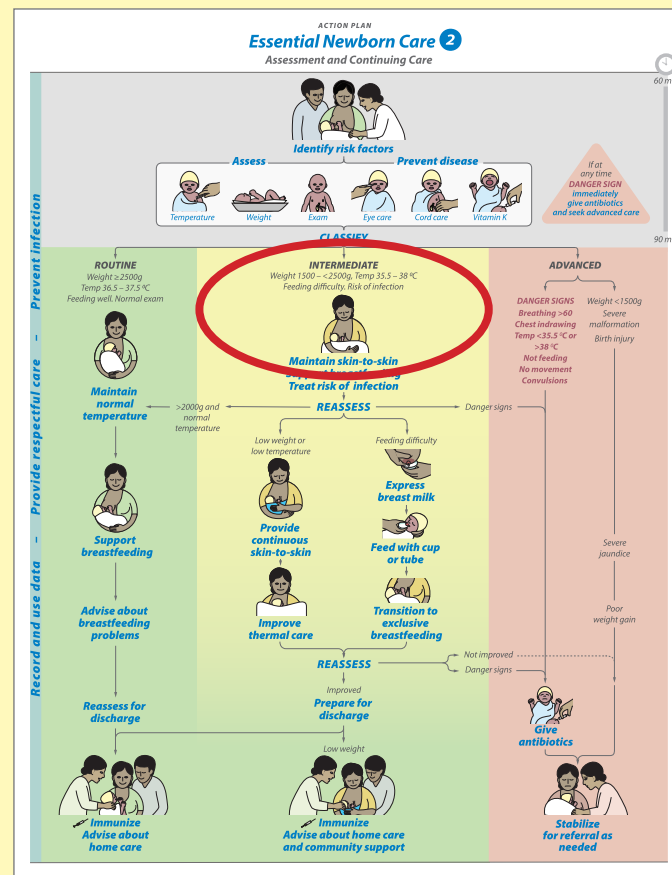 ACTION PLAN
Essential Newborn Care 2
Assessment and Continuing Care
60 m
Identify risk factors
Assess
Prevent disease
Temperature
Weight
Exam
Eye care
Cord care
Vitamin K
If at
any time
DANGER SIGN
immediately
give antibiotics
and seek advanced care
CLASSIFY
90 m
Prevent infection
–
Provide respectful care
–
Record and use data
ROUTINE
Weight ≥2500g
Temp 36.5 – 37.5 ºC
Feeding well. Normal exam
Maintain
normal
temperature
Support
breastfeeding
Advise about
breastfeeding
problems
Reassess for
discharge
Immunize
Advise about
home care
INTERMEDIATE
Weight 1500 – <2500g, Temp 35.5 – 38 ºC
Feeding difficulty. Risk of infection
Maintain skin-to-skin
Support breastfeeding
Treat risk of infection
REASSESS
>2000g and
normal
temperature
Danger signs
Low weight or
low temperature
Provide
continuous
skin-to-skin
Improve
thermal care
Feeding difficulty
Express
breast milk
Feed with cup
or tube
Transition to
exclusive
breastfeeding
REASSESS
Not improved
Danger signs
Improved
Prepare for
discharge
Low weight
Immunize
Advise about home care
and community support
ADVANCED
DANGER SIGNS
Breathing >60
Chest indrawing
Temp <35.5 ºC or
>38 ºC
Not feeding
No movement
Convulsions
Weight <1500g
Severe
malformation
Birth injury
Severe
jaundice
Poor
weight gain
Give
antibiotics
Stabilize
for referral as
needed